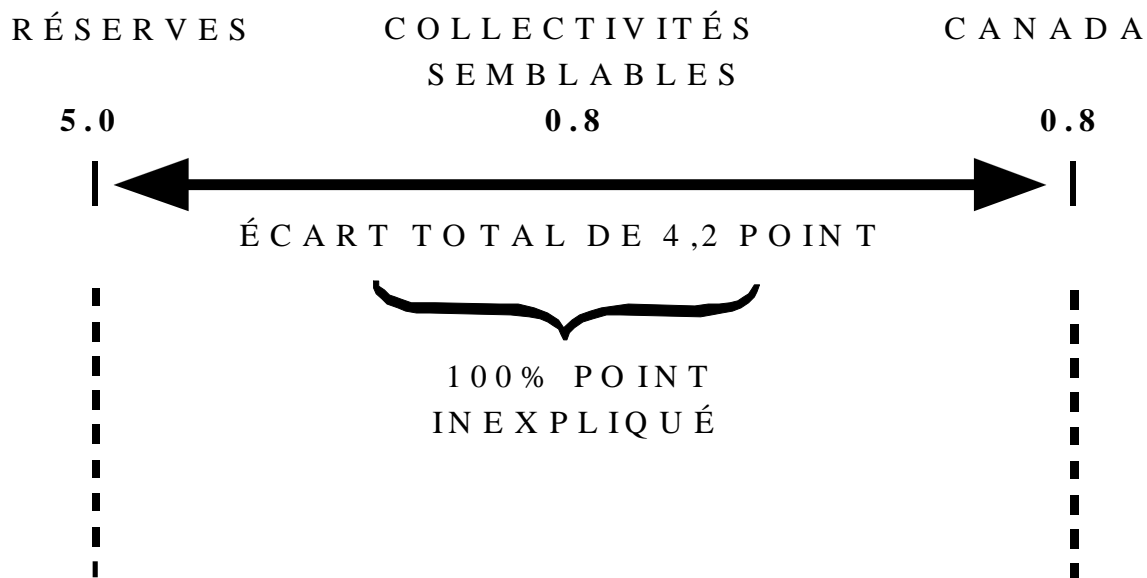 RÉSERVES COLLECTIVITÉS CANADA
SEMBLABLES
5.0 0.8 0.8
ÉCART TOTAL DE 4,2 POINT
100% POINT
INEXPLIQUÉ